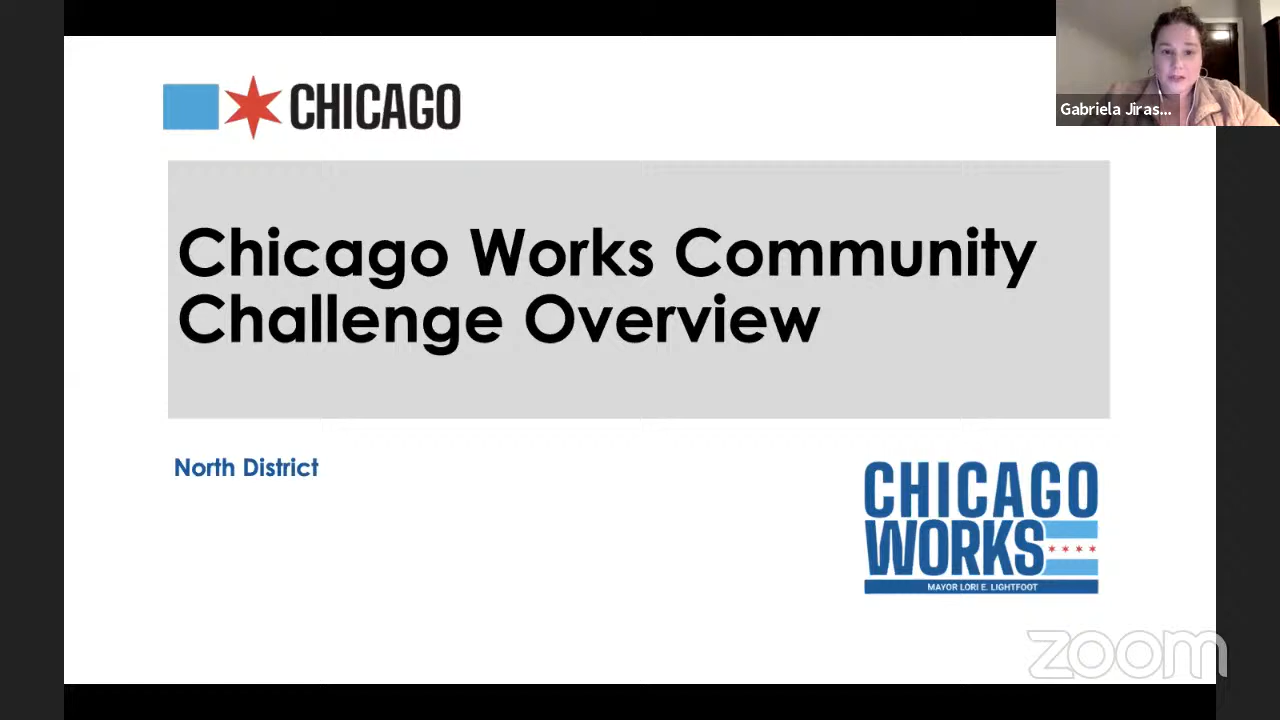 CHICAGO
Gabriela Jiras...
Chicago Works Community
Challenge Overview
North District
CHICAGO
WORKS
MAYOR LORI E. LIGHTFOOT
zoom